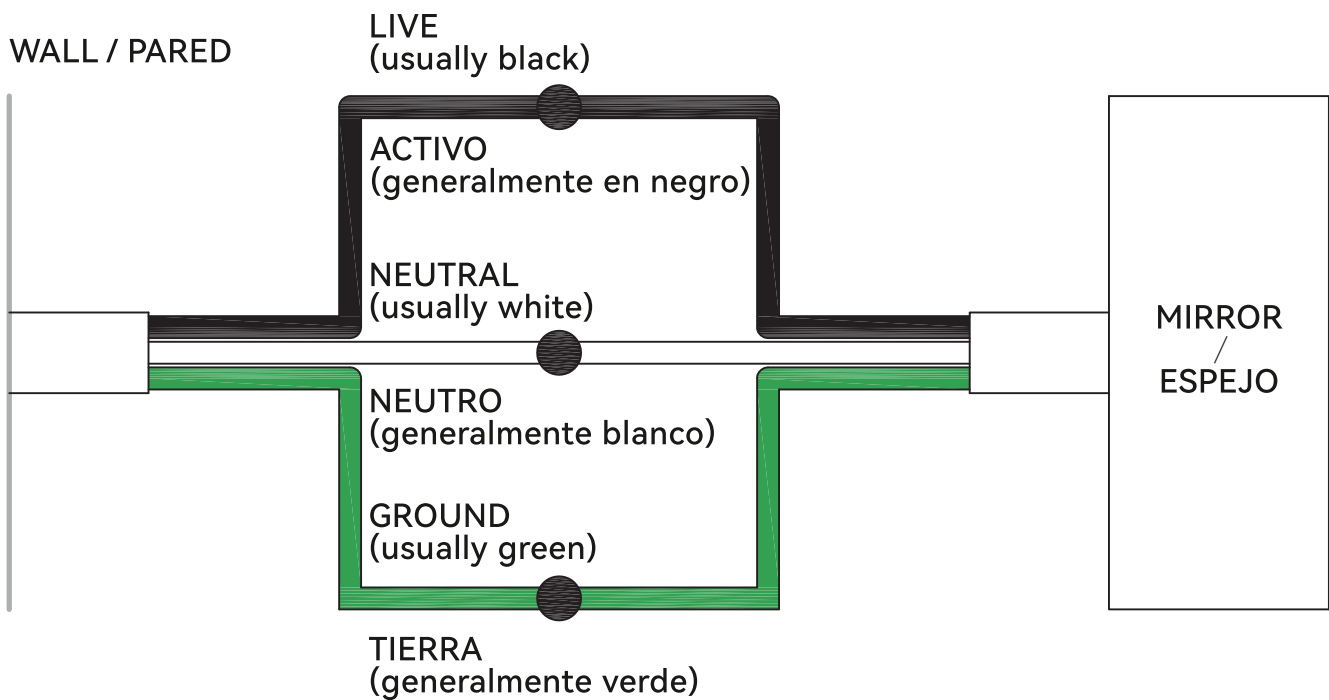 WALL / PARED
LIVE
(usually black)
ACTIVO
(generalmente en negro)
NEUTRAL
(usually white)
NEUTRO
(generalmente blanco)
GROUND
(usually green)
TIERRA
(generalmente verde)
MIRROR
ESPEJO